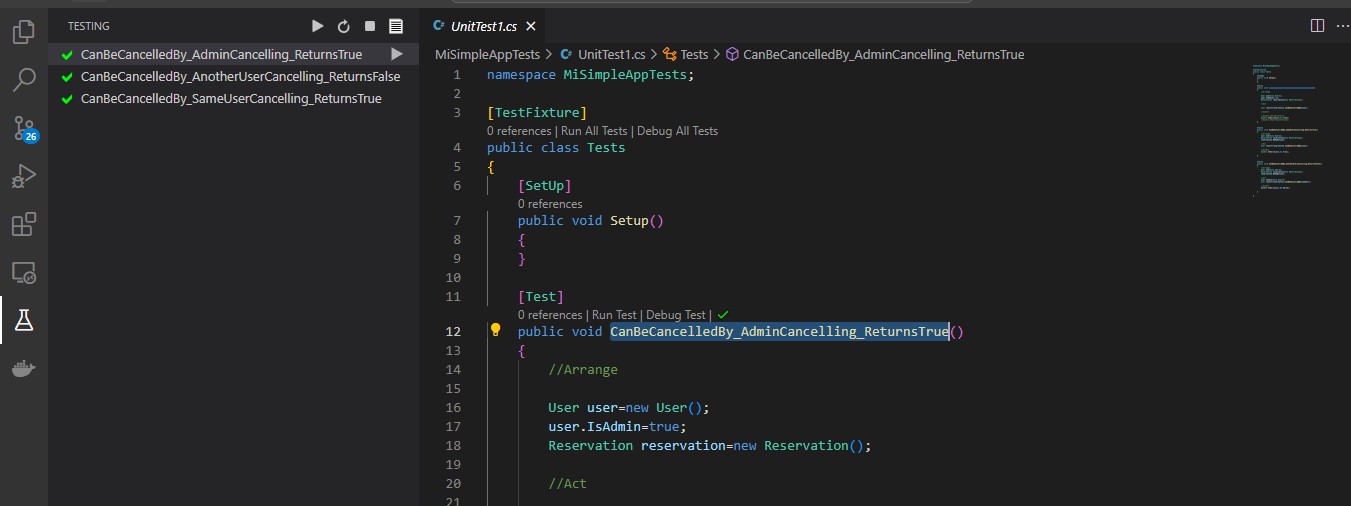 TESTING
CanBeCancelledBy_AdminCancelling_ReturnsTrue
CanBeCancelledBy_AnotherUserCancelling_ReturnsFalse
CanBeCancelledBy_SameUserCancelling_ReturnsTrue
26
C# UnitTest1.cs
MiSimpleAppTests > C# UnitTest1.cs > Tests > CanBeCancelledBy_AdminCancelling_ReturnsTrue
1 namespace MiSimpleAppTests;
2
3 [TestFixture]
0 references | Run All Tests | Debug All Tests
4 public class Tests
5 {
6 [SetUp]
0 references
7 public void Setup()
8 {
9 }
10
11 [Test]
0 references | Run Test | Debug Test |
12 public void CanBeCancelledBy_AdminCancelling_ReturnsTrue()
13 {
14 //Arrange
15
16 User user=new User();
17 user.IsAdmin=true;
18 Reservation reservation=new Reservation();
19
20 //Act
21